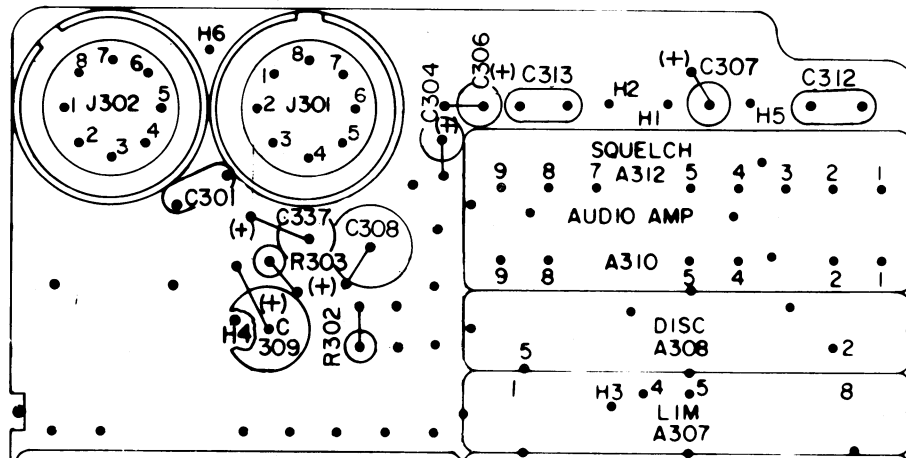 H6
8 7 6
1 J302 5
2 3 4
8
1 7
2 J301 6
3 4 5
C304
(+)
C306
(+) C313
H2
H1
(+) C307
H5
C312
C301
SQUELCH
9 8 7 A312 5 4 3 2 1
AUDIO AMP
A310
9 8 5 4 2 1
(+) C337
C308
R303
(+)
(+)
H4 C
309
R302
DISC
5 A308 2
1 H3 4 5 8
LIM
A307